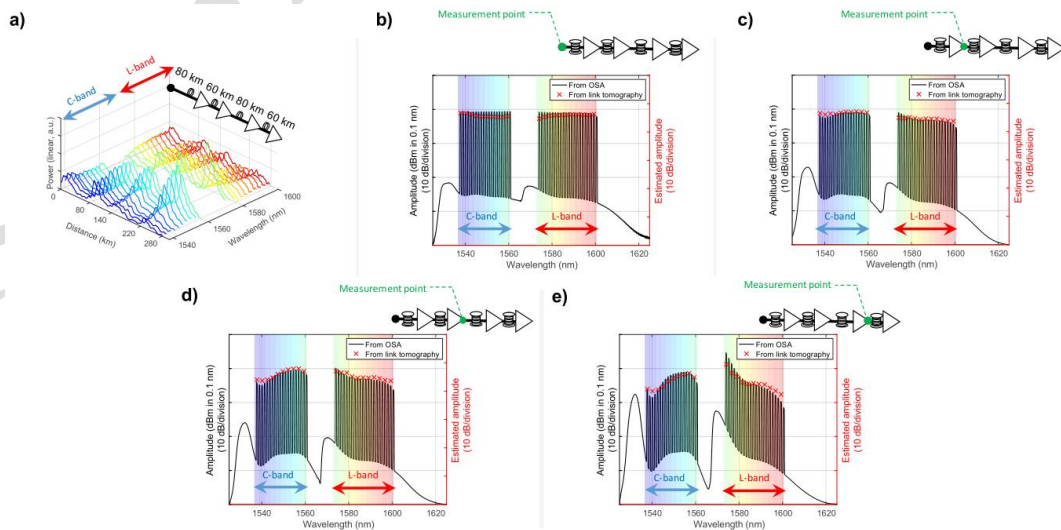 a)
L-band
C-band
80 km 60 km 80 km 60 km
Power (linear, a.u.)
0
80
140
220
280
Distance (km)
1540
1560
1580
1600
Wavelength (nm)
b)
Measurement point
From OSA
From link tomography
Amplitude (dBm in 0.1 nm)
(10 dB/division)
Estimated amplitude
(10 dB/division)
C-band
L-band
1540 1560 1580 1600 1620
Wavelength (nm)
c)
Measurement point
From OSA
From link tomography
Amplitude (dBm in 0.1 nm)
(10 dB/division)
Estimated amplitude
(10 dB/division)
C-band
L-band
1540 1560 1580 1600 1620
Wavelength (nm)
d)
Measurement point
From OSA
From link tomography
Amplitude (dBm in 0.1 nm)
(10 dB/division)
Estimated amplitude
(10 dB/division)
C-band
L-band
1540 1560 1580 1600 1620
Wavelength (nm)
e)
Measurement point
From OSA
From link tomography
Amplitude (dBm in 0.1 nm)
(10 dB/division)
Estimated amplitude
(10 dB/division)
C-band
L-band
1540 1560 1580 1600 1620
Wavelength (nm)